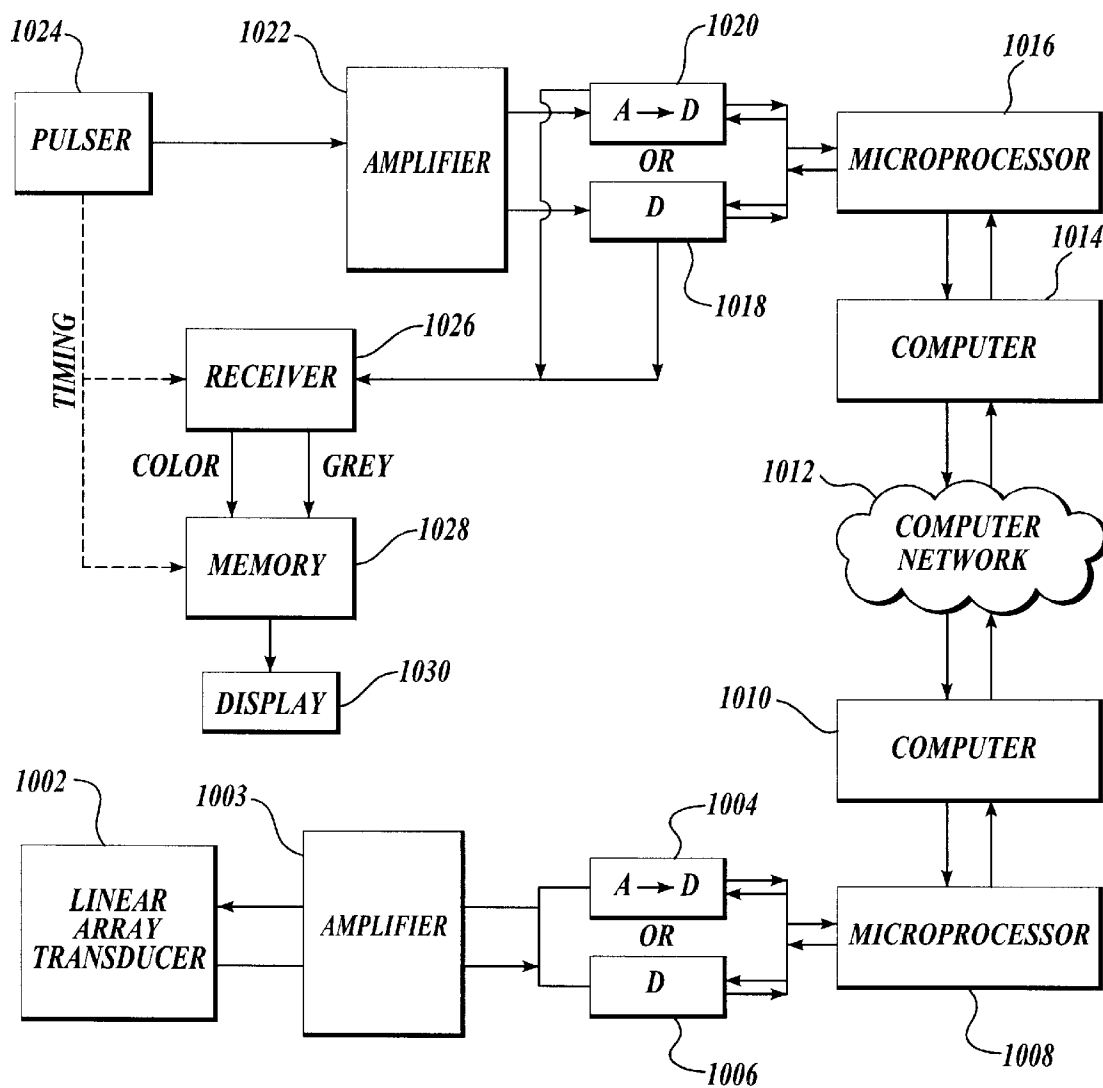 1024
PULSER
1022
AMPLIFIER
1020
A → D
OR
D
1018
1016
MICROPROCESSOR
1014
COMPUTER
TIMING
1026
RECEIVER
COLOR
GREY
1028
MEMORY
1030
DISPLAY
1012
COMPUTER
NETWORK
1010
COMPUTER
1002
LINEAR
ARRAY
TRANSDUCER
1003
AMPLIFIER
1004
A → D
OR
D
1006
MICROPROCESSOR
1008